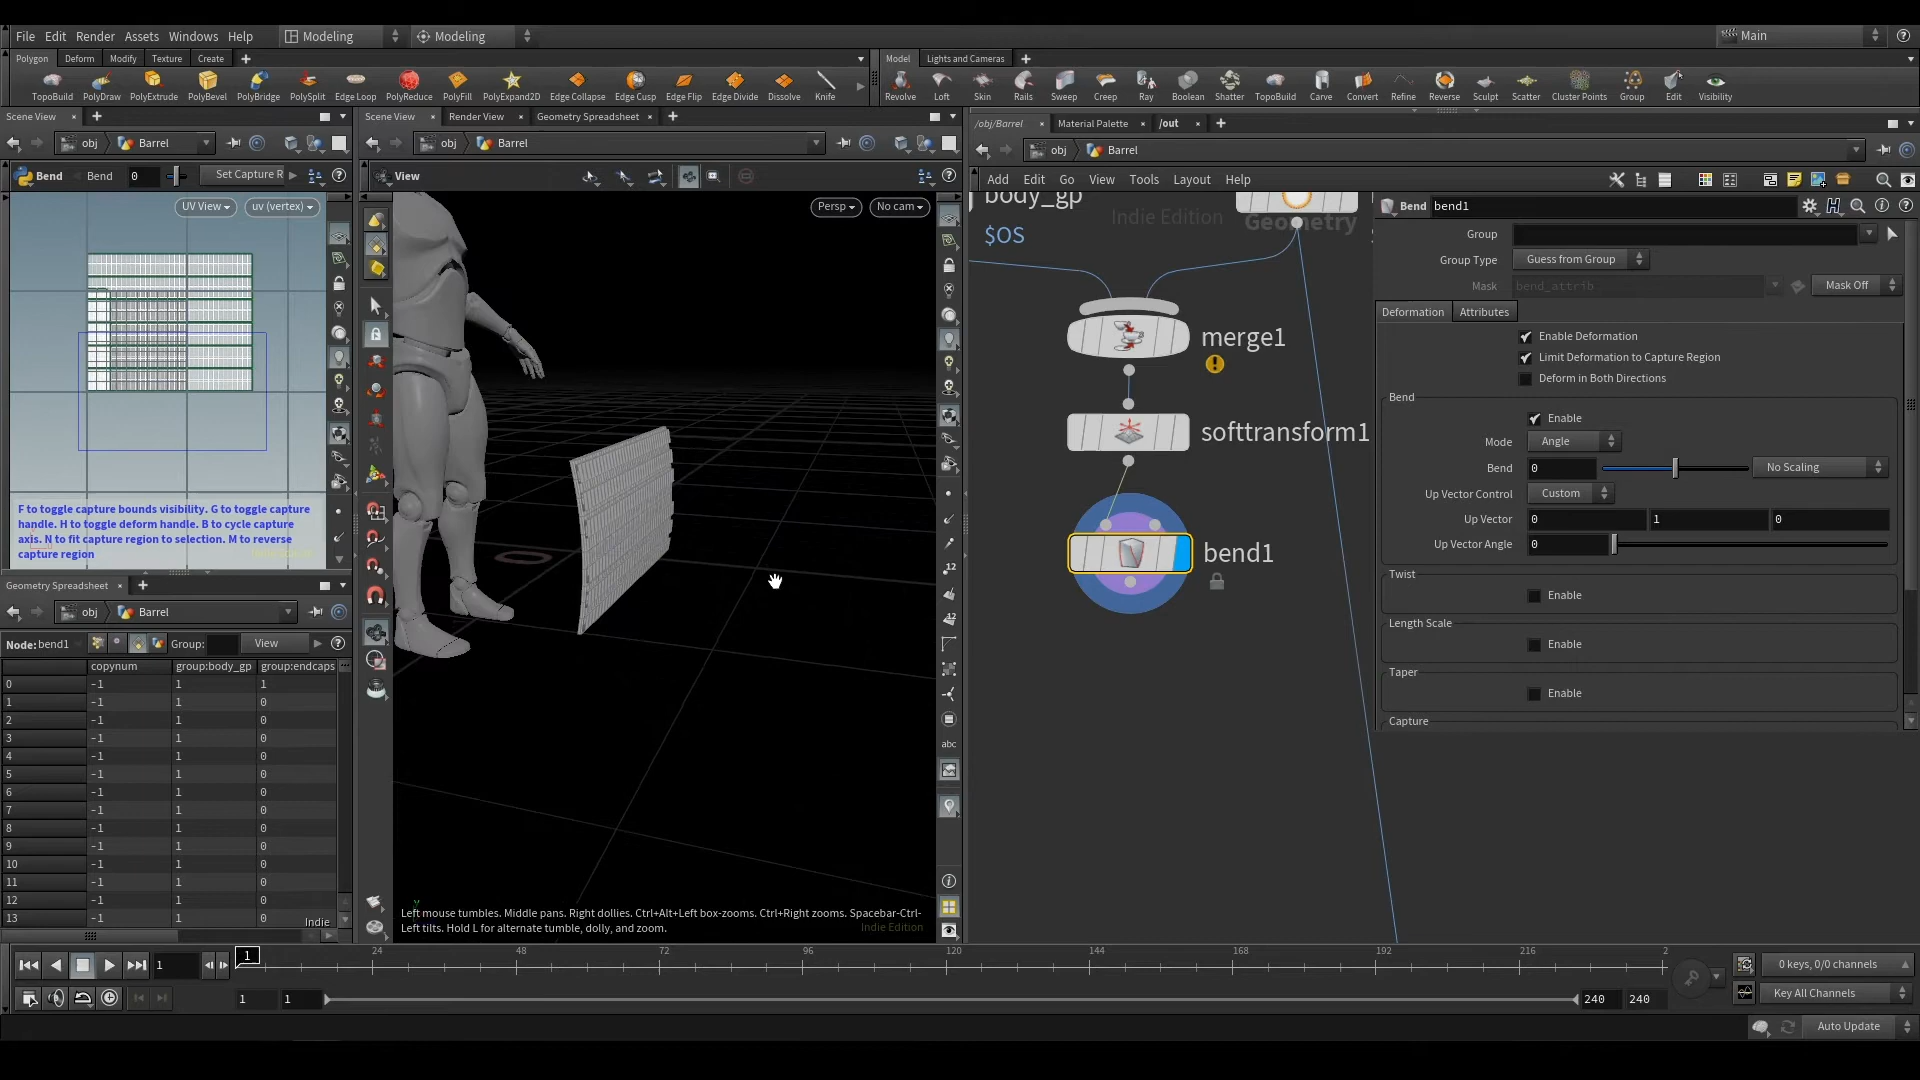 File Edit Render Assets Windows Help Modeling Modeling Main
Polygon Deform Modify Texture Create Model Lights and Cameras
TopoBuild PolyDraw PolyExtrude PolyBevel PolyBridge PolySplit Edge Loop PolyReduce PolyFill PolyExpand2D Edge Collapse Edge Cusp Edge Flip Edge Divide Dissolve Knife Revolve Loft Skin Rails Sweep Creep Ray Boolean Shatter TopoBuild Carve Convert Refine Reverse Sculpt Scatter Cluster Points Group Edit Visibility
Scene View Scene View Render View Geometry Spreadsheet /obj/Barrel Material Palette /out
obj Barrel obj Barrel obj Barrel
Bend Bend 0 Set Capture R View Add Edit Go View Tools Layout Help
UV View uv (vertex) Persp No cam
body_gp Indie Edition Geometry
$OS
merge1
softtransform1
bend1
Bend bend1
Group
Group Type Guess from Group
Mask bend_attrib Mask Off
Deformation Attributes
Enable Deformation
Limit Deformation to Capture Region
Deform in Both Directions
Bend
Enable
Mode Angle
Bend 0 No Scaling
Up Vector Control Custom
Up Vector 0 1 0
Up Vector Angle 0
Twist
Enable
Length Scale
Enable
Taper
Enable
Capture
F to toggle capture bounds visibility. G to toggle capture
handle. H to toggle deform handle. B to cycle capture
axis. N to fit capture region to selection. M to reverse
capture region
Geometry Spreadsheet
obj Barrel
Node: bend1 Group: View
copynum group:body_gp group:endcaps
0 -1 1 1
1 -1 1 0
2 -1 1 0
3 -1 1 0
4 -1 1 0
5 -1 1 0
6 -1 1 0
7 -1 1 0
8 -1 1 0
9 -1 1 0
10 -1 1 0
11 -1 1 0
12 -1 1 0
13 -1 1 0
Indie
12
12
abc
y
Left mouse tumbles. Middle pans. Right dollies. Ctrl+Alt+Left box-zooms. Ctrl+Right zooms. Spacebar-Ctrl-
Left tilts. Hold L for alternate tumble, dolly, and zoom.
Indie Edition
1 1 24 48 72 96 120 144 168 192 216 2
0 keys, 0/0 channels
1 1 240 240 Key All Channels
Auto Update